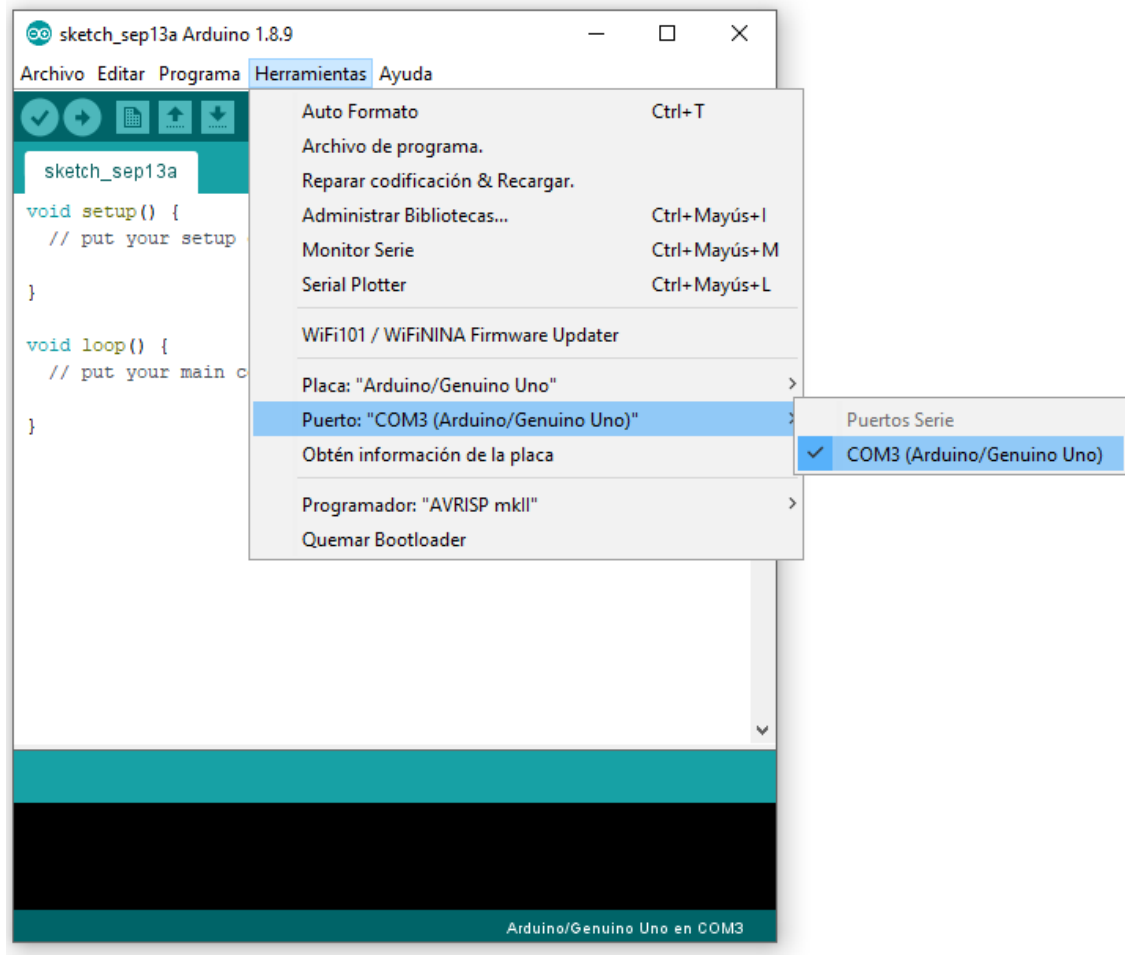 sketch_sep13a Arduino 1.8.9
Archivo Editar Programa Herramientas Ayuda
Auto Formato Ctrl+T
Archivo de programa.
Reparar codificación & Recargar.
Administrar Bibliotecas... Ctrl+Mayús+I
Monitor Serie Ctrl+Mayús+M
Serial Plotter Ctrl+Mayús+L
WiFi101 / WiFiNINA Firmware Updater
Placa: "Arduino/Genuino Uno"
Puerto: "COM3 (Arduino/Genuino Uno)"
Obtén información de la placa
Programador: "AVRISP mkII"
Quemar Bootloader
Puertos Serie
COM3 (Arduino/Genuino Uno)
sketch_sep13a
void setup() {
// put your setup
}
void loop() {
// put your main
}
Arduino/Genuino Uno en COM3